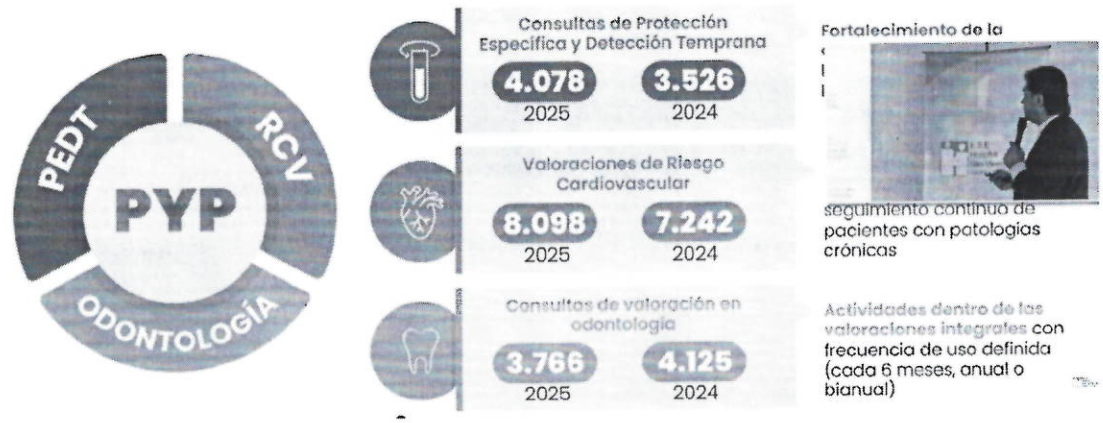 PEDT
RCV
PYP
ODONTOLOGÍA
Consultas de Protección
Específica y Detección Temprana
4.078 3.526
2025 2024
Valoraciones de Riesgo
Cardiovascular
8.098 7.242
2025 2024
Consultas de valoración en
odontología
3.766 4.125
2025 2024
Fortalecimiento de la
seguimiento continuo de
pacientes con patologías
crónicas
Actividades dentro de las
valoraciones integrales con
frecuencia de uso definida
(cada 6 meses, anual o
bianual)